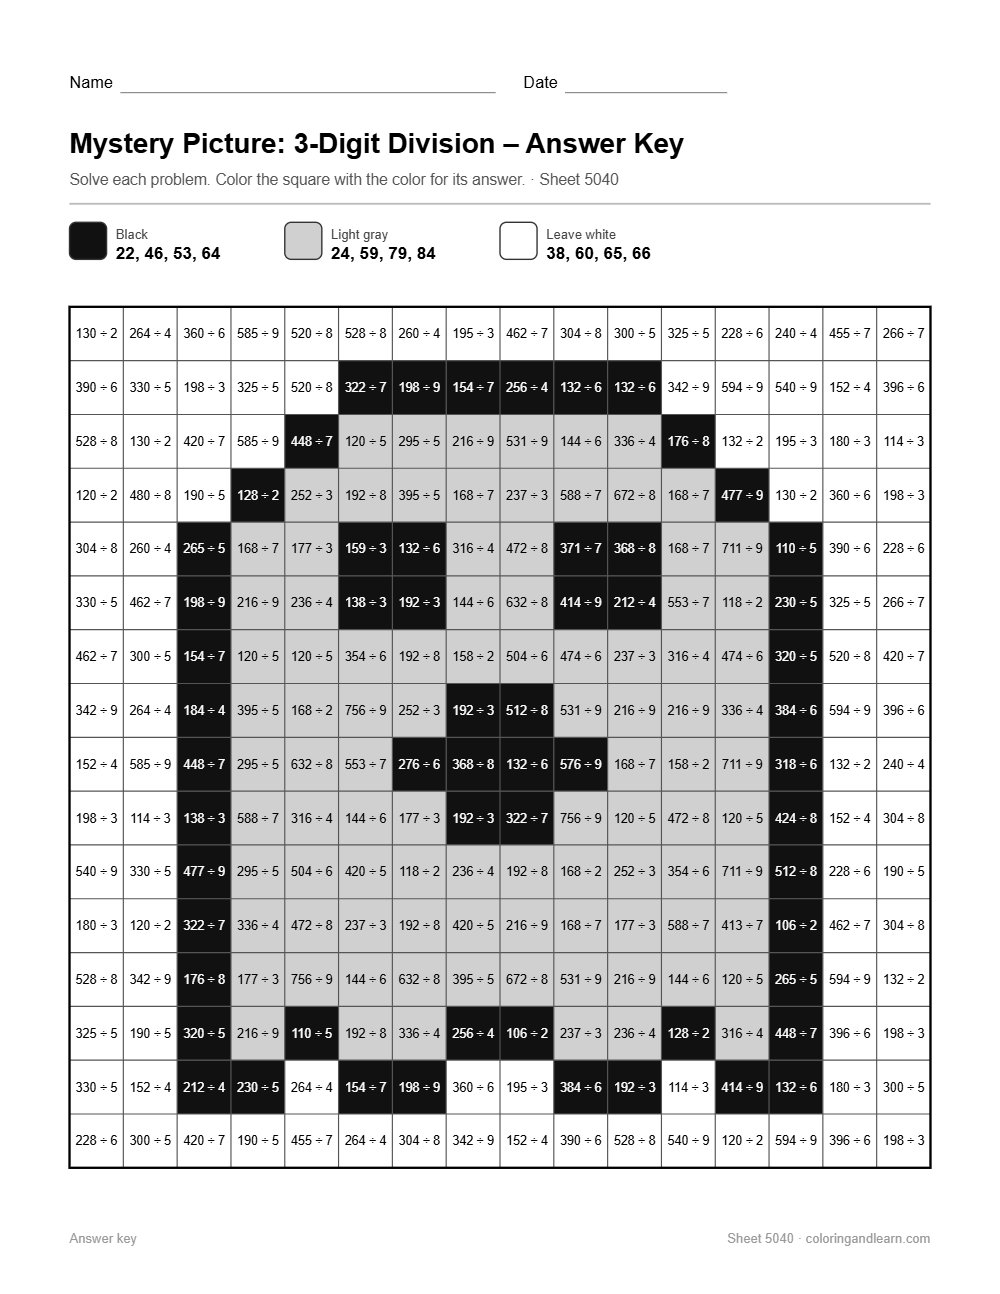 Name Date
Mystery Picture: 3-Digit Division – Answer Key
Solve each problem. Color the square with the color for its answer. · Sheet 5040
Black Light gray Leave white
22, 46, 53, 64 24, 59, 79, 84 38, 60, 65, 66
130 ÷ 2 264 ÷ 4 360 ÷ 6 585 ÷ 9 520 ÷ 8 528 ÷ 8 260 ÷ 4 195 ÷ 3 462 ÷ 7 304 ÷ 8 300 ÷ 5 325 ÷ 5 228 ÷ 6 240 ÷ 4 455 ÷ 7 266 ÷ 7
390 ÷ 6 330 ÷ 5 198 ÷ 3 325 ÷ 5 520 ÷ 8 322 ÷ 7 198 ÷ 9 154 ÷ 7 256 ÷ 4 132 ÷ 6 132 ÷ 6 342 ÷ 9 594 ÷ 9 540 ÷ 9 152 ÷ 4 396 ÷ 6
528 ÷ 8 130 ÷ 2 420 ÷ 7 585 ÷ 9 448 ÷ 7 120 ÷ 5 295 ÷ 5 216 ÷ 9 531 ÷ 9 144 ÷ 6 336 ÷ 4 176 ÷ 8 132 ÷ 2 195 ÷ 3 180 ÷ 3 114 ÷ 3
120 ÷ 2 480 ÷ 8 190 ÷ 5 128 ÷ 2 252 ÷ 3 192 ÷ 8 395 ÷ 5 168 ÷ 7 237 ÷ 3 588 ÷ 7 672 ÷ 8 168 ÷ 7 477 ÷ 9 130 ÷ 2 360 ÷ 6 198 ÷ 3
304 ÷ 8 260 ÷ 4 265 ÷ 5 168 ÷ 7 177 ÷ 3 159 ÷ 3 132 ÷ 6 316 ÷ 4 472 ÷ 8 371 ÷ 7 368 ÷ 8 168 ÷ 7 711 ÷ 9 110 ÷ 5 390 ÷ 6 228 ÷ 6
330 ÷ 5 462 ÷ 7 198 ÷ 9 216 ÷ 9 236 ÷ 4 138 ÷ 3 192 ÷ 3 144 ÷ 6 632 ÷ 8 414 ÷ 9 212 ÷ 4 553 ÷ 7 118 ÷ 2 230 ÷ 5 325 ÷ 5 266 ÷ 7
462 ÷ 7 300 ÷ 5 154 ÷ 7 120 ÷ 5 120 ÷ 5 354 ÷ 6 192 ÷ 8 158 ÷ 2 504 ÷ 6 474 ÷ 6 237 ÷ 3 316 ÷ 4 474 ÷ 6 320 ÷ 5 520 ÷ 8 420 ÷ 7
342 ÷ 9 264 ÷ 4 184 ÷ 4 395 ÷ 5 168 ÷ 2 756 ÷ 9 252 ÷ 3 192 ÷ 3 512 ÷ 8 531 ÷ 9 216 ÷ 9 216 ÷ 9 336 ÷ 4 384 ÷ 6 594 ÷ 9 396 ÷ 6
152 ÷ 4 585 ÷ 9 448 ÷ 7 295 ÷ 5 632 ÷ 8 553 ÷ 7 276 ÷ 6 368 ÷ 8 132 ÷ 6 576 ÷ 9 168 ÷ 7 158 ÷ 2 711 ÷ 9 318 ÷ 6 132 ÷ 2 240 ÷ 4
198 ÷ 3 114 ÷ 3 138 ÷ 3 588 ÷ 7 316 ÷ 4 144 ÷ 6 177 ÷ 3 192 ÷ 3 322 ÷ 7 756 ÷ 9 120 ÷ 5 472 ÷ 8 120 ÷ 5 424 ÷ 8 152 ÷ 4 304 ÷ 8
540 ÷ 9 330 ÷ 5 477 ÷ 9 295 ÷ 5 504 ÷ 6 420 ÷ 5 118 ÷ 2 236 ÷ 4 192 ÷ 8 168 ÷ 2 252 ÷ 3 354 ÷ 6 711 ÷ 9 512 ÷ 8 228 ÷ 6 190 ÷ 5
180 ÷ 3 120 ÷ 2 322 ÷ 7 336 ÷ 4 472 ÷ 8 237 ÷ 3 192 ÷ 8 420 ÷ 5 216 ÷ 9 168 ÷ 7 177 ÷ 3 588 ÷ 7 413 ÷ 7 106 ÷ 2 462 ÷ 7 304 ÷ 8
528 ÷ 8 342 ÷ 9 176 ÷ 8 177 ÷ 3 756 ÷ 9 144 ÷ 6 632 ÷ 8 395 ÷ 5 672 ÷ 8 531 ÷ 9 216 ÷ 9 144 ÷ 6 120 ÷ 5 265 ÷ 5 594 ÷ 9 132 ÷ 2
325 ÷ 5 190 ÷ 5 320 ÷ 5 216 ÷ 9 110 ÷ 5 192 ÷ 8 336 ÷ 4 256 ÷ 4 106 ÷ 2 237 ÷ 3 236 ÷ 4 128 ÷ 2 316 ÷ 4 448 ÷ 7 396 ÷ 6 198 ÷ 3
330 ÷ 5 152 ÷ 4 212 ÷ 4 230 ÷ 5 264 ÷ 4 154 ÷ 7 198 ÷ 9 360 ÷ 6 195 ÷ 3 384 ÷ 6 192 ÷ 3 114 ÷ 3 414 ÷ 9 132 ÷ 6 180 ÷ 3 300 ÷ 5
228 ÷ 6 300 ÷ 5 420 ÷ 7 190 ÷ 5 455 ÷ 7 264 ÷ 4 304 ÷ 8 342 ÷ 9 152 ÷ 4 390 ÷ 6 528 ÷ 8 540 ÷ 9 120 ÷ 2 594 ÷ 9 396 ÷ 6 198 ÷ 3
Answer key Sheet 5040 · coloringandlearn.com